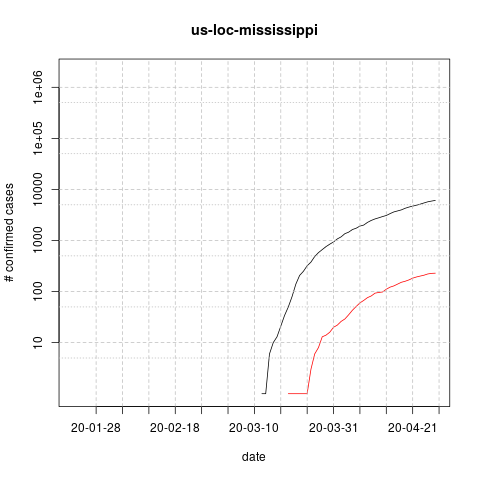 us-loc-mississippi
# confirmed cases
1e+06
1e+05
10000
1000
100
10
20-01-28 20-02-18 20-03-10 20-03-31 20-04-21
date